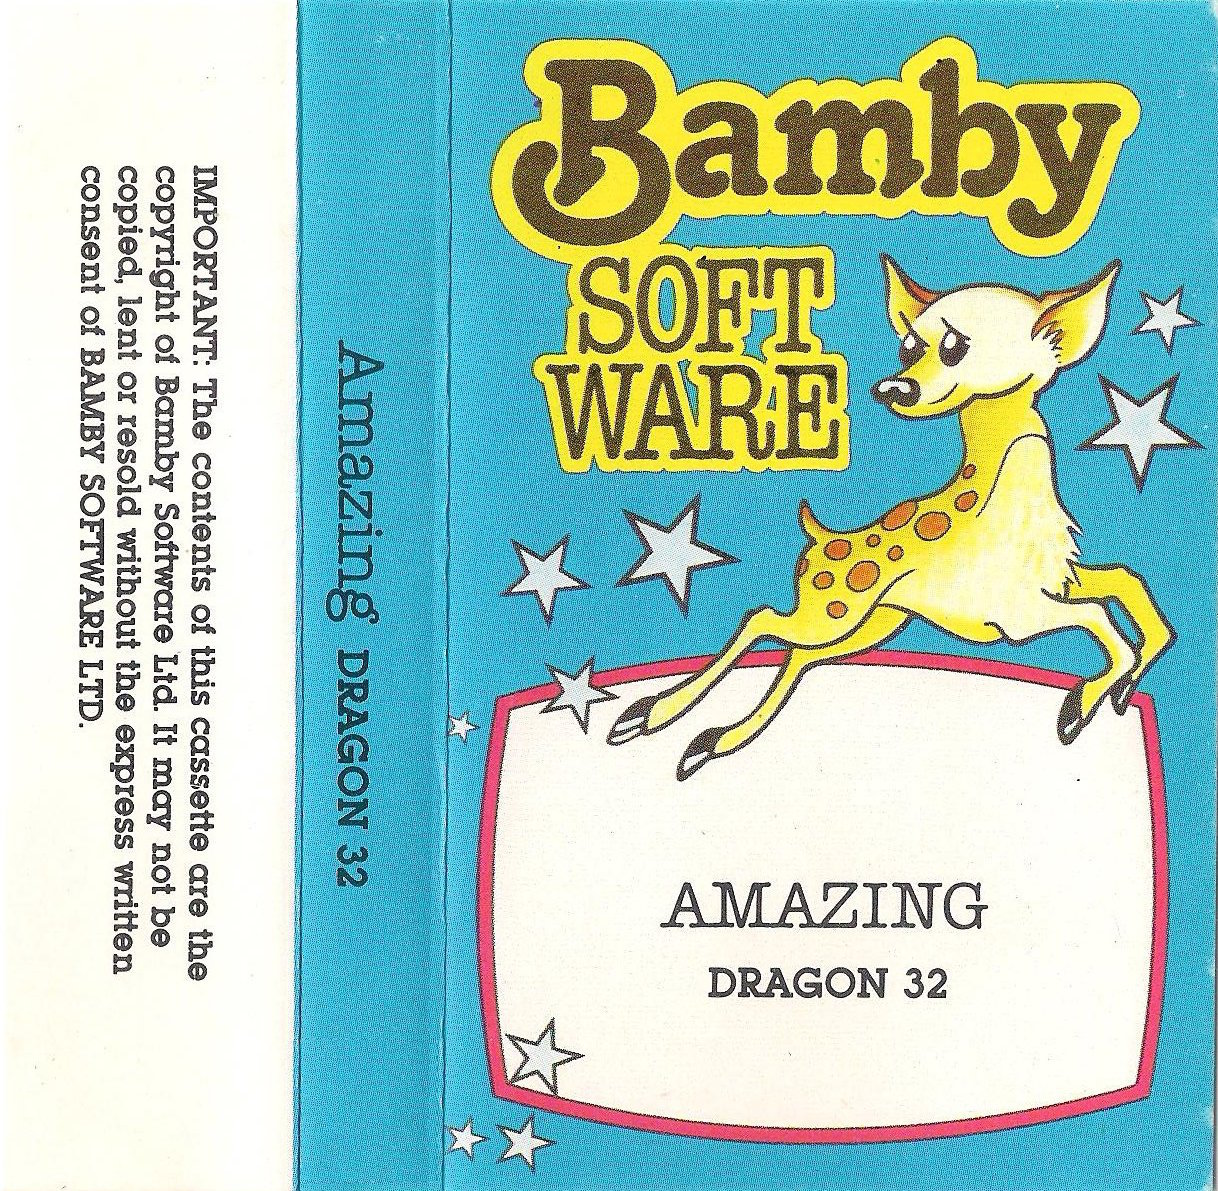 IMPORTANT: The contents of this cassette are the
copyright of Bamby Software Ltd. It may not be
copied, lent or resold without the express written
consent of BAMBY SOFTWARE LTD.
Amazing DRAGON 32
Bamby
SOFT
WARE
AMAZING
DRAGON 32